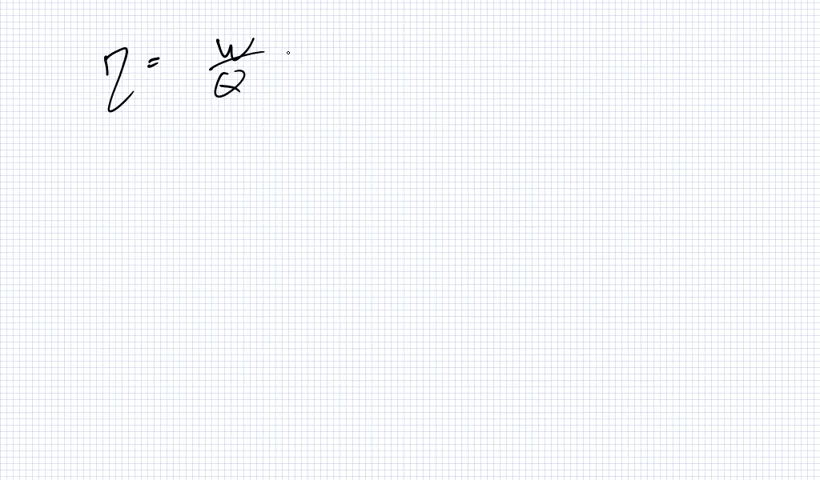 η = W/Q